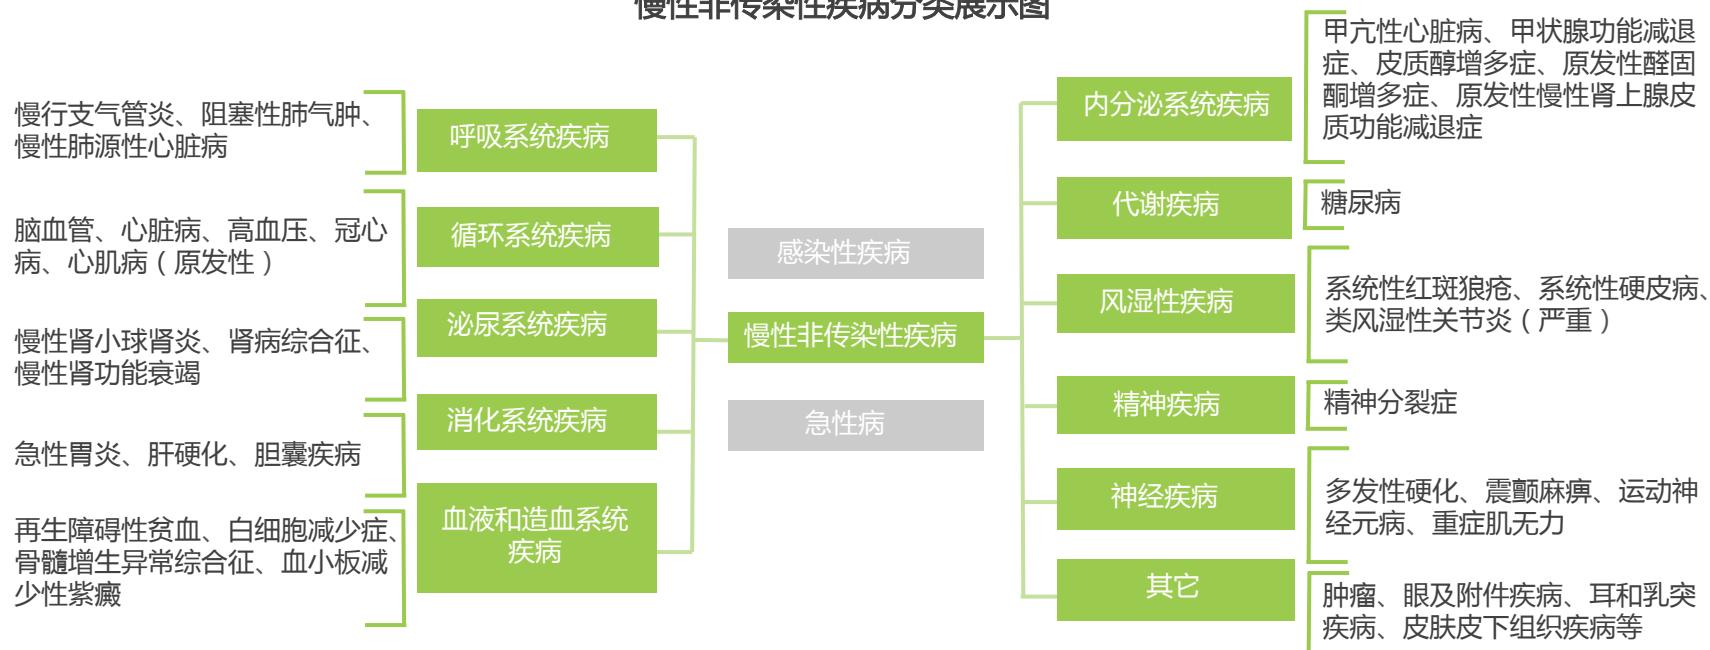 慢性非传染性疾病分类展示图
慢行支气管炎、阻塞性肺气肿、
慢性肺源性心脏病
呼吸系统疾病
脑血管、心脏病、高血压、冠心
病、心肌病（原发性）
循环系统疾病
慢性肾小球肾炎、肾病综合征、
慢性肾功能衰竭
泌尿系统疾病
急性胃炎、肝硬化、胆囊疾病
消化系统疾病
再生障碍性贫血、白细胞减少症、
骨髓增生异常综合征、血小板减
少性紫癜
血液和造血系统
疾病
感染性疾病
慢性非传染性疾病
急性病
内分泌系统疾病
甲亢性心脏病、甲状腺功能减退
症、皮质醇增多症、原发性醛固
酮增多症、原发性慢性肾上腺皮
质功能减退症
代谢疾病
糖尿病
风湿性疾病
系统性红斑狼疮、系统性硬皮病、
类风湿性关节炎（严重）
精神疾病
精神分裂症
神经疾病
多发性硬化、震颤麻痹、运动神
经元病、重症肌无力
其它
肿瘤、眼及附件疾病、耳和乳突
疾病、皮肤皮下组织疾病等